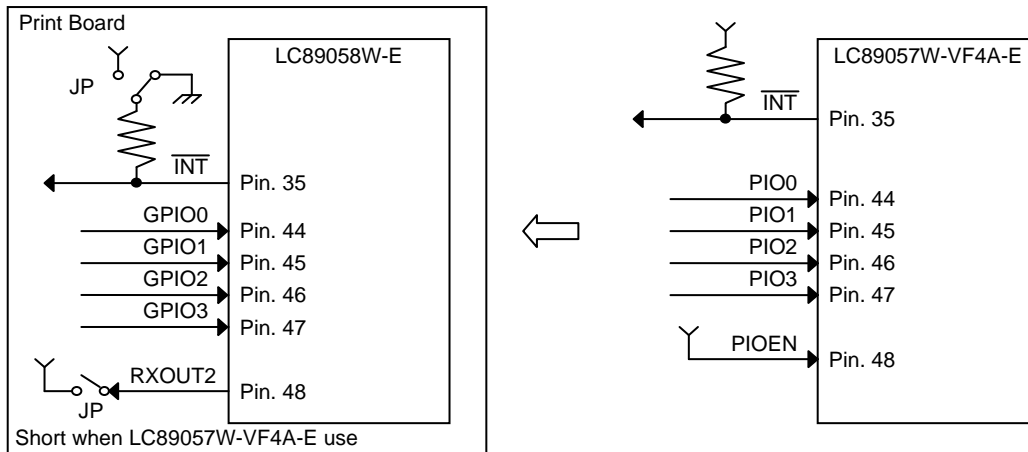 Print Board
LC89058W-E
JP
INT
Pin. 35
GPIO0
Pin. 44
GPIO1
Pin. 45
GPIO2
Pin. 46
GPIO3
Pin. 47
RXOUT2
Pin. 48
JP
Short when LC89057W-VF4A-E use
LC89057W-VF4A-E
INT
Pin. 35
PIO0
Pin. 44
PIO1
Pin. 45
PIO2
Pin. 46
PIO3
Pin. 47
PIOEN
Pin. 48